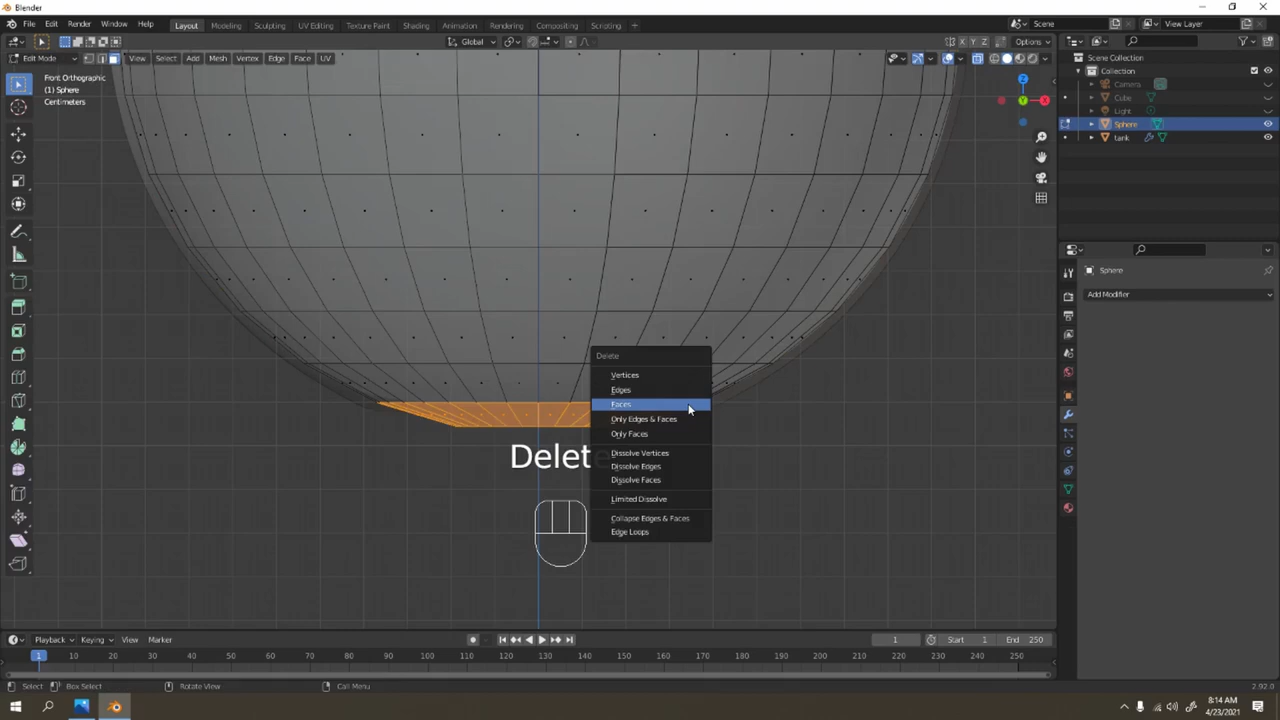 Blender
File Edit Render Window Help
Layout Modeling Sculpting UV Editing Texture Paint Shading Animation Rendering Compositing Scripting +
Scene
View Layer
Global
X Y Z Options
Edit Mode View Select Add Mesh Vertex Edge Face UV
Front Orthographic
(1) Sphere
Centimeters
Z
Y
X
Scene Collection
Collection
Camera
Cube
Light
Sphere
tank
Sphere
Add Modifier
Delete
Vertices
Edges
Faces
Only Edges & Faces
Only Faces
Dissolve Vertices
Dissolve Edges
Dissolve Faces
Limited Dissolve
Collapse Edges & Faces
Edge Loops
Delet
Playback Keying View Marker
1 Start 1 End 250
1 10 20 30 40 50 60 70 80 90 100 110 120 130 140 150 160 170 180 190 200 210 220 230 240 250
Select Box Select Rotate View Call Menu 2.92.0
8:14 AM
4/23/2021